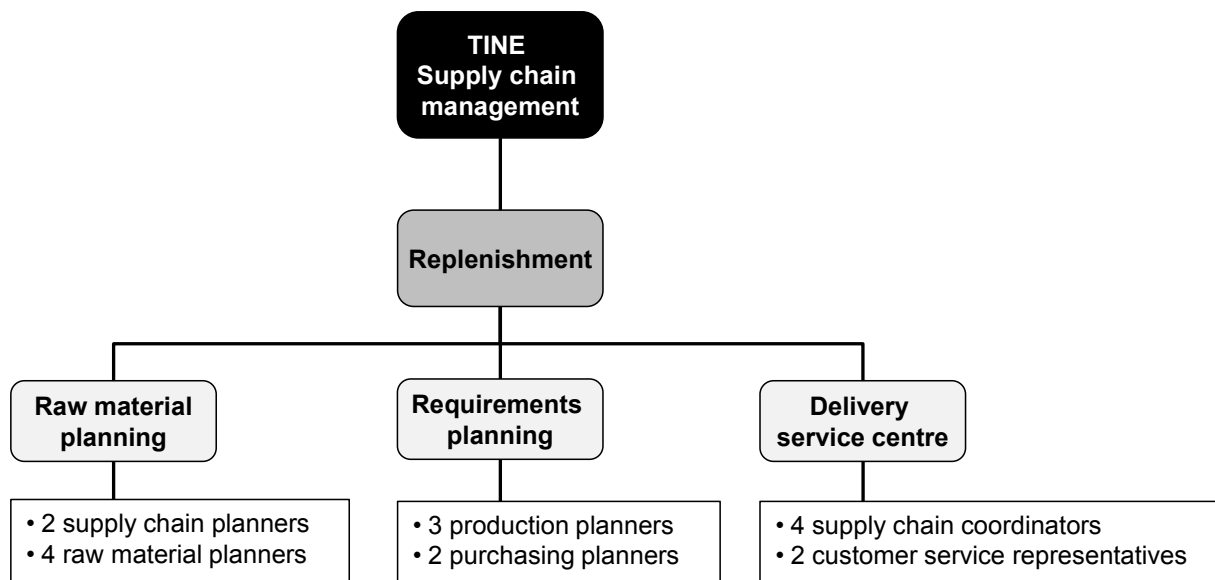 TINE
Supply chain
management
Replenishment
Raw material
planning
Requirements
planning
Delivery
service centre
• 2 supply chain planners
• 4 raw material planners
• 3 production planners
• 2 purchasing planners
• 4 supply chain coordinators
• 2 customer service representatives